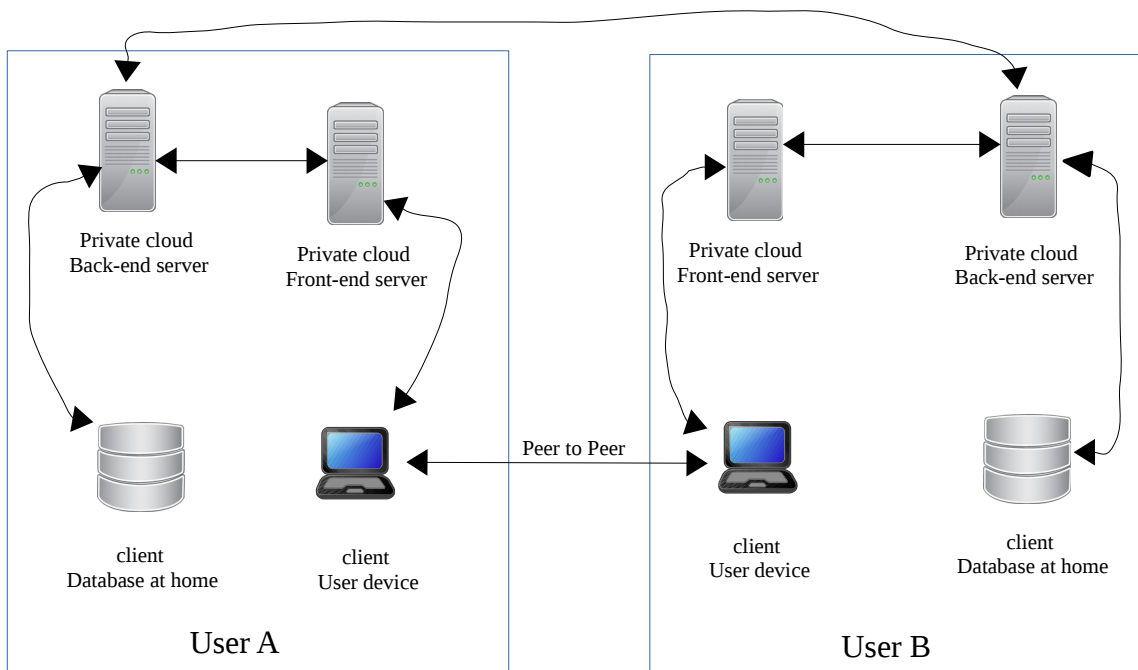 Private cloud
Back-end server
Private cloud
Front-end server
Private cloud
Front-end server
Private cloud
Back-end server
Peer to Peer
client
Database at home
client
User device
client
User device
client
Database at home
User A
User B